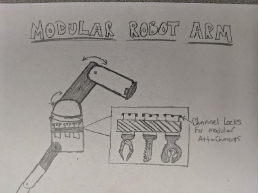 MODULAR ROBOT ARM
Channel locks
for modular
Attachments